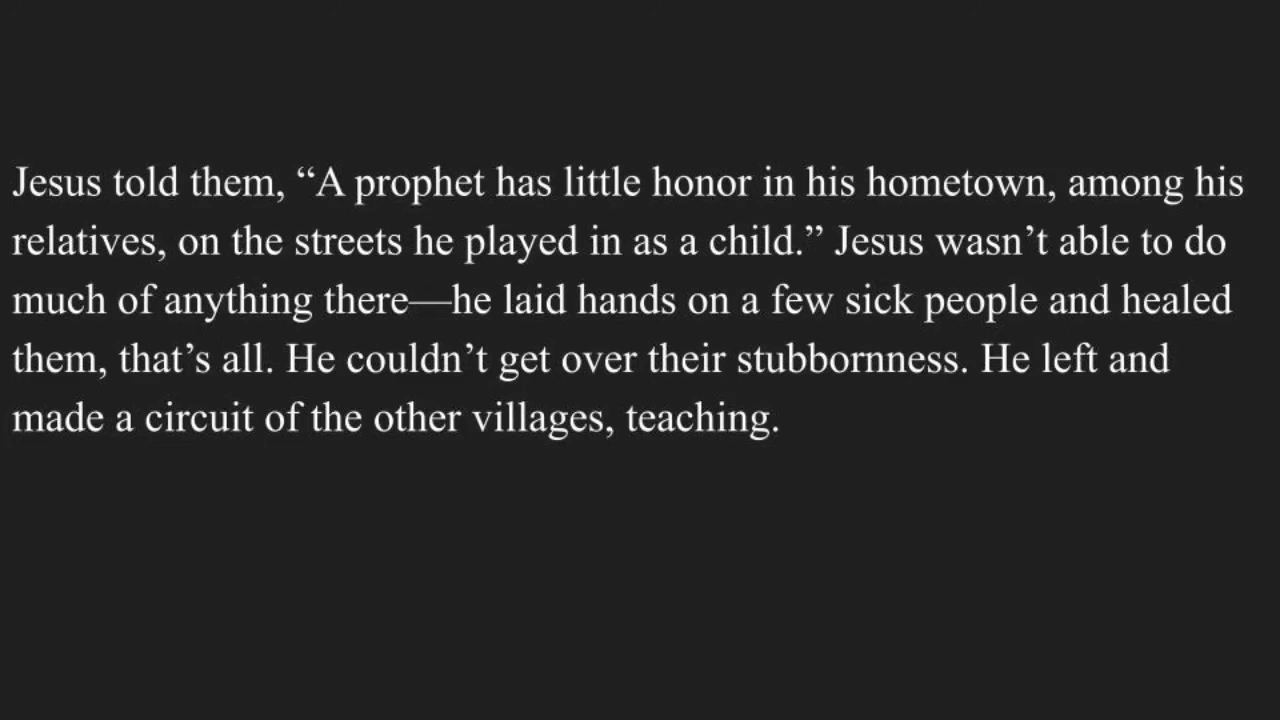 Jesus told them, “A prophet has little honor in his hometown, among his
relatives, on the streets he played in as a child.” Jesus wasn’t able to do
much of anything there—he laid hands on a few sick people and healed
them, that’s all. He couldn’t get over their stubbornness. He left and
made a circuit of the other villages, teaching.